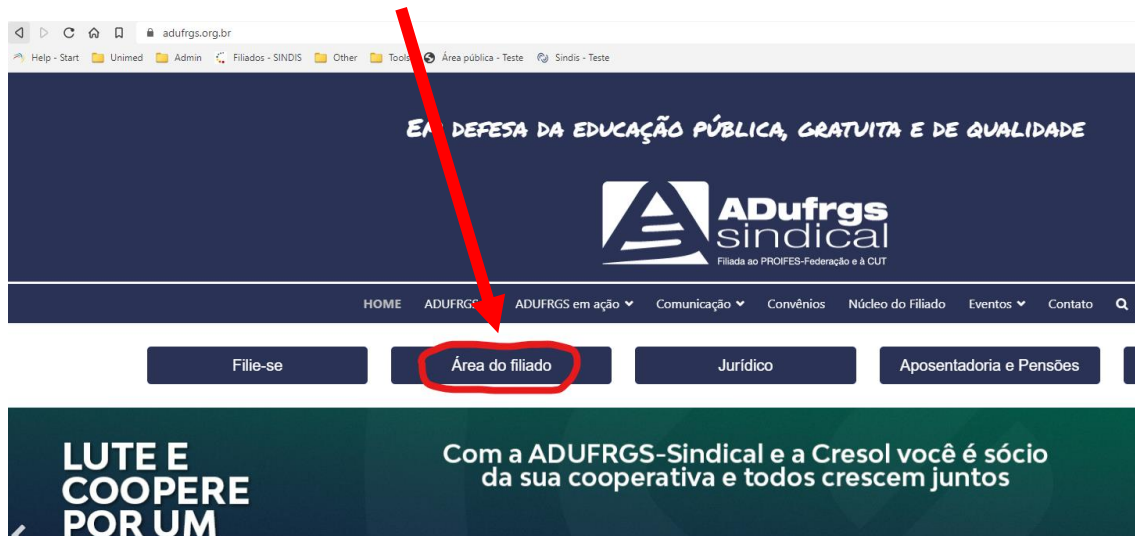 adufrgs.org.br
Help - Start Unimed Admin Filiados - SINDIS Other Tools Área pública - Teste Sindis - Teste
EM DEFESA DA EDUCAÇÃO PÚBLICA, GRATUITA E DE QUALIDADE
ADufrgs
sindical
Filiada ao PROIFES-Federação e à CUT
HOME ADUFRGS ADUFRGS em ação Comunicação Convênios Núcleo do Filiado Eventos Contato
Filie-se Área do filiado Jurídico Aposentadoria e Pensões
LUTE E
COOPERE
POR UM
Com a ADUFRGS-Sindical e a Cresol você é sócio
da sua cooperativa e todos crescem juntos